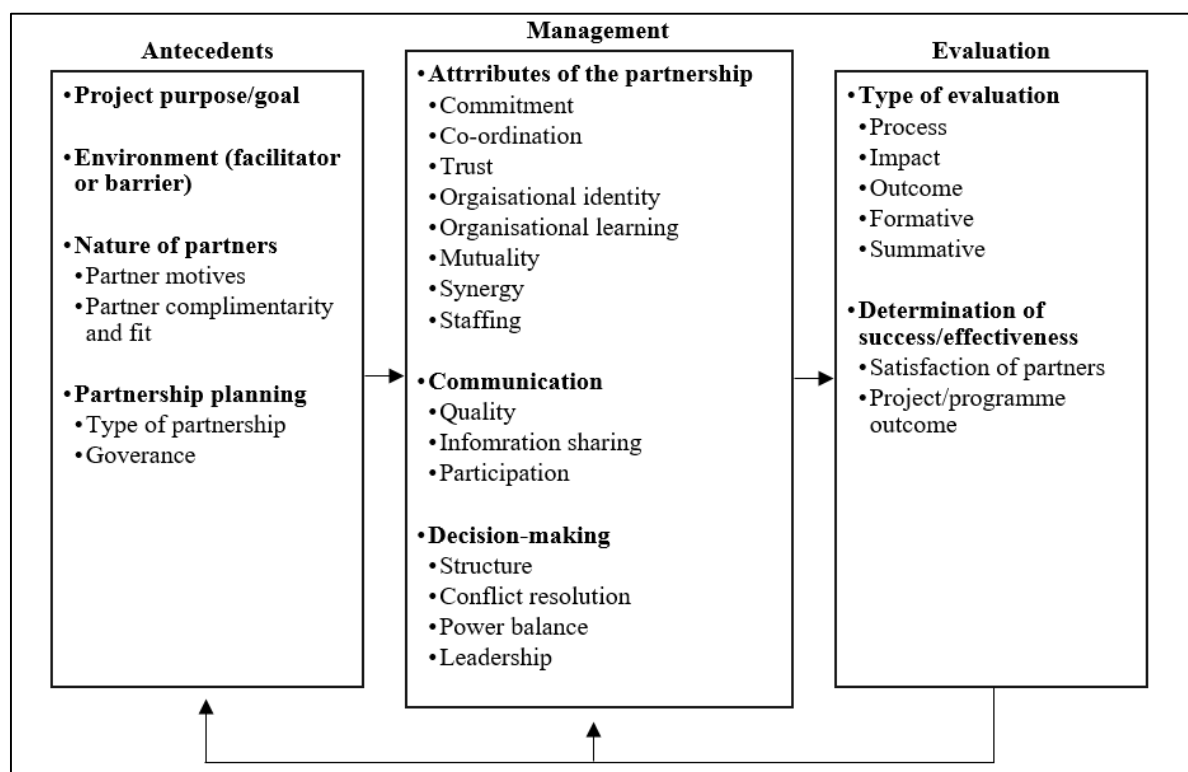 Antecedents
•Project purpose/goal
•Environment (facilitator
or barrier)
•Nature of partners
•Partner motives
•Partner complimentarity
and fit
•Partnership planning
•Type of partnership
•Goverance
Management
•Attrributes of the partnership
•Commitment
•Co-ordination
•Trust
•Orgaisational identity
•Organisational learning
•Mutuality
•Synergy
•Staffing
•Communication
•Quality
•Infomration sharing
•Participation
•Decision-making
•Structure
•Conflict resolution
•Power balance
•Leadership
Evaluation
•Type of evaluation
•Process
•Impact
•Outcome
•Formative
•Summative
•Determination of
success/effectiveness
•Satisfaction of partners
•Project/programme
outcome